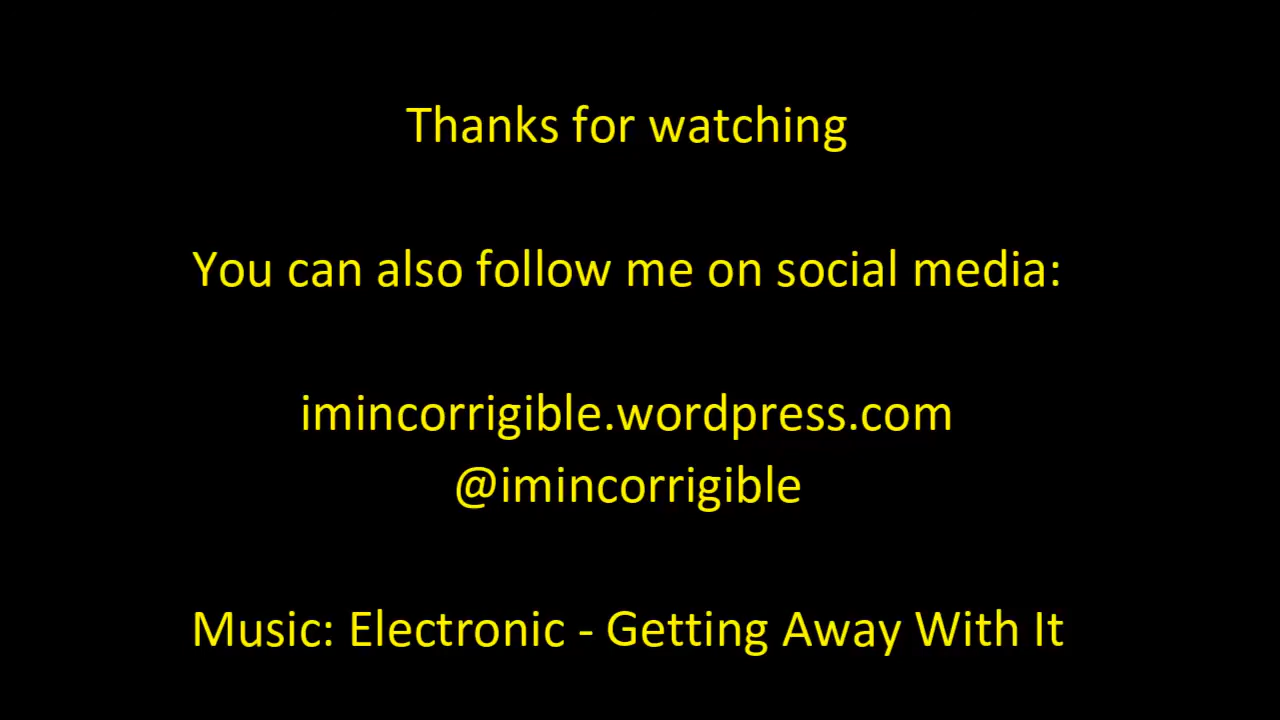 Thanks for watching
You can also follow me on social media:
imincorrigible.wordpress.com
@imincorrigible
Music: Electronic - Getting Away With It